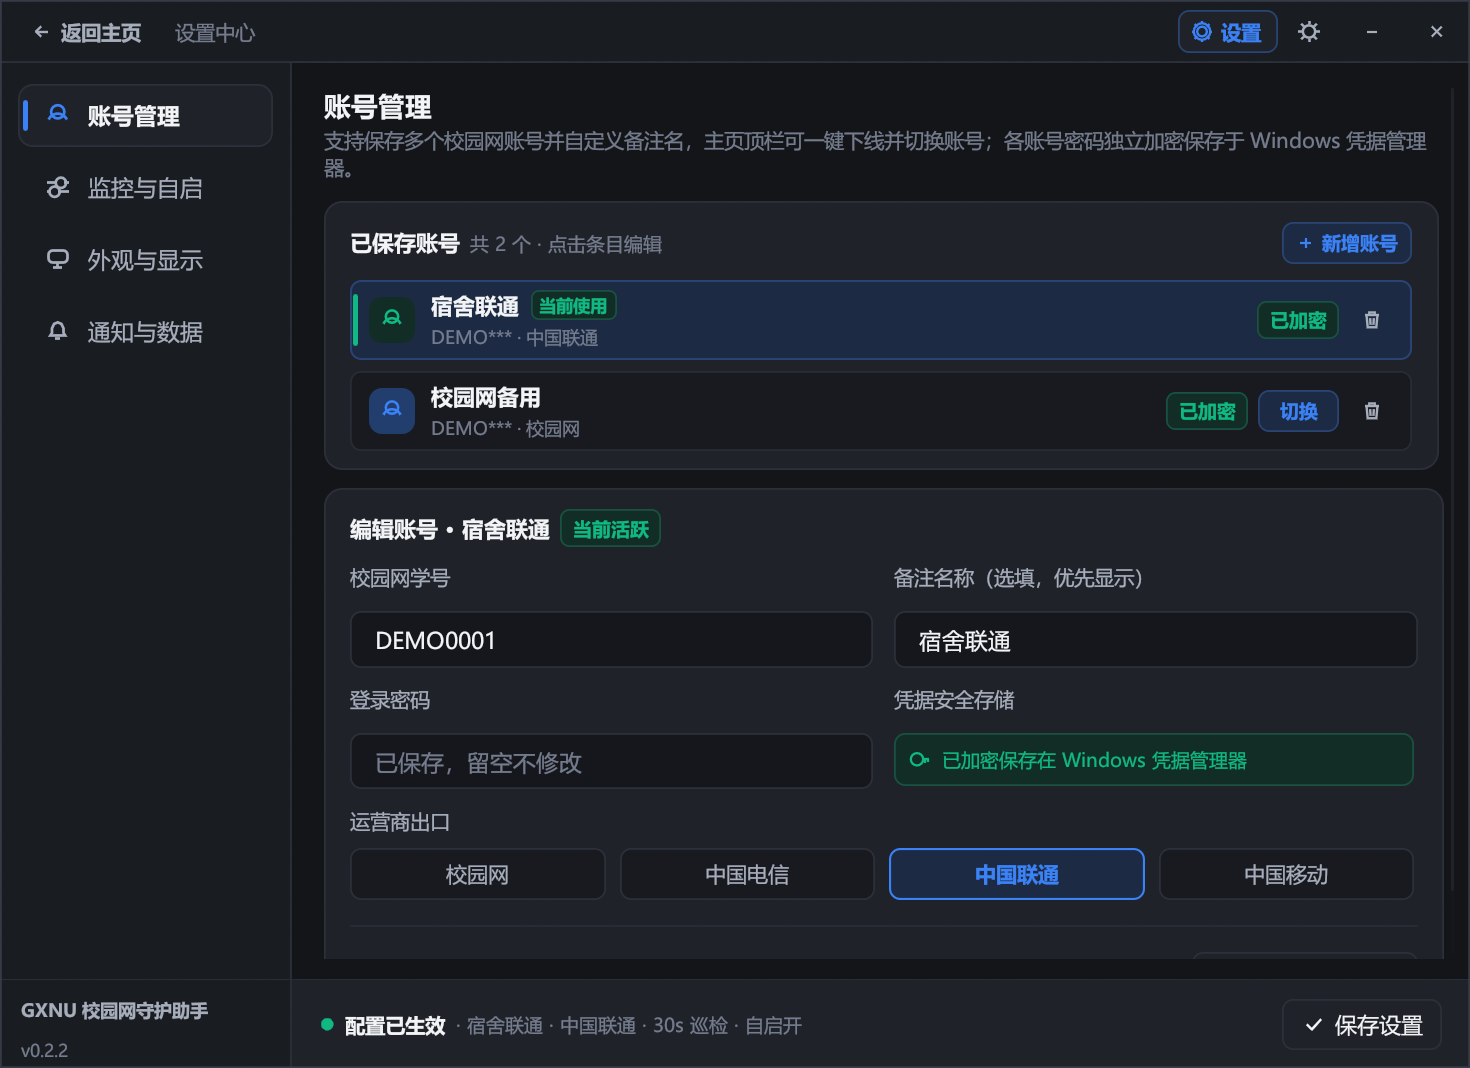 返回主页
设置中心
设置
账号管理
监控与自启
外观与显示
通知与数据
账号管理
支持保存多个校园网账号并自定义备注名，主页顶栏可一键下线并切换账号；各账号密码独立加密保存于 Windows 凭据管理
器。
已保存账号 共 2 个 · 点击条目编辑
+ 新增账号
宿舍联通 当前使用
DEMO*** · 中国联通
已加密
校园网备用
DEMO*** · 校园网
已加密
切换
编辑账号 • 宿舍联通 当前活跃
校园网学号
备注名称（选填，优先显示）
DEMO0001
宿舍联通
登录密码
凭据安全存储
已保存，留空不修改
已加密保存在 Windows 凭据管理器
运营商出口
校园网
中国电信
中国联通
中国移动
GXNU 校园网守护助手
v0.2.2
配置已生效 · 宿舍联通 · 中国联通 · 30s 巡检 · 自启开
保存设置